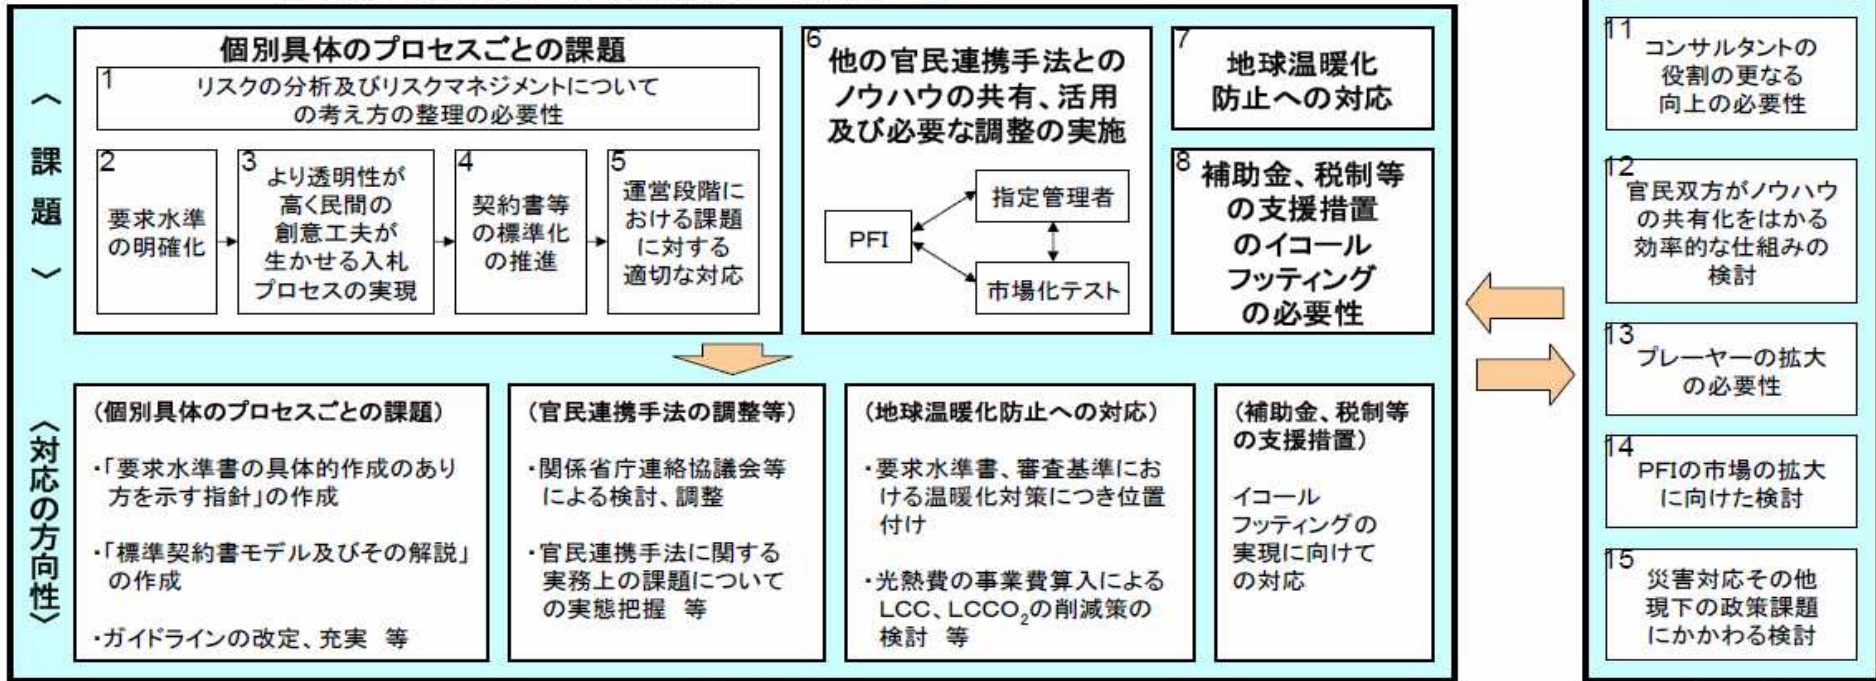 〈課題〉
個別具体のプロセスごとの課題
1
リスクの分析及びリスクマネジメントについて
の考え方の整理の必要性
2
要求水準
の明確化
3
より透明性が
高く民間の
創意工夫が
生かせる入札
プロセスの実現
4
契約書等
の標準化
の推進
5
運営段階に
おける課題
に対する
適切な対応
6
他の官民連携手法との
ノウハウの共有、活用
及び必要な調整の実施
PFI
指定管理者
市場化テスト
7
地球温暖化
防止への対応
8
補助金、税制等
の支援措置
のイコール
フッティング
の必要性
〈対応の方向性〉
(個別具体のプロセスごとの課題)
・「要求水準書の具体的作成のあり
方を示す指針」の作成
・「標準契約書モデル及びその解説」
の作成
・ガイドラインの改定、充実 等
(官民連携手法の調整等)
・関係省庁連絡協議会等
による検討、調整
・官民連携手法に関する
実務上の課題について
の実態把握 等
(地球温暖化防止への対応)
・要求水準書、審査基準にお
ける温暖化対策につき位置
付け
・光熱費の事業費算入による
LCC、LCCO₂の削減策の
検討 等
(補助金、税制等
の支援措置)
イコール
フッティングの
実現に向けて
の対応
11
コンサルタントの
役割の更なる
向上の必要性
12
官民双方がノウハウ
の共有化をはかる
効率的な仕組みの
検討
13
プレーヤーの拡大
の必要性
14
PFIの市場の拡大
に向けた検討
15
災害対応その他
現下の政策課題
にかかわる検討